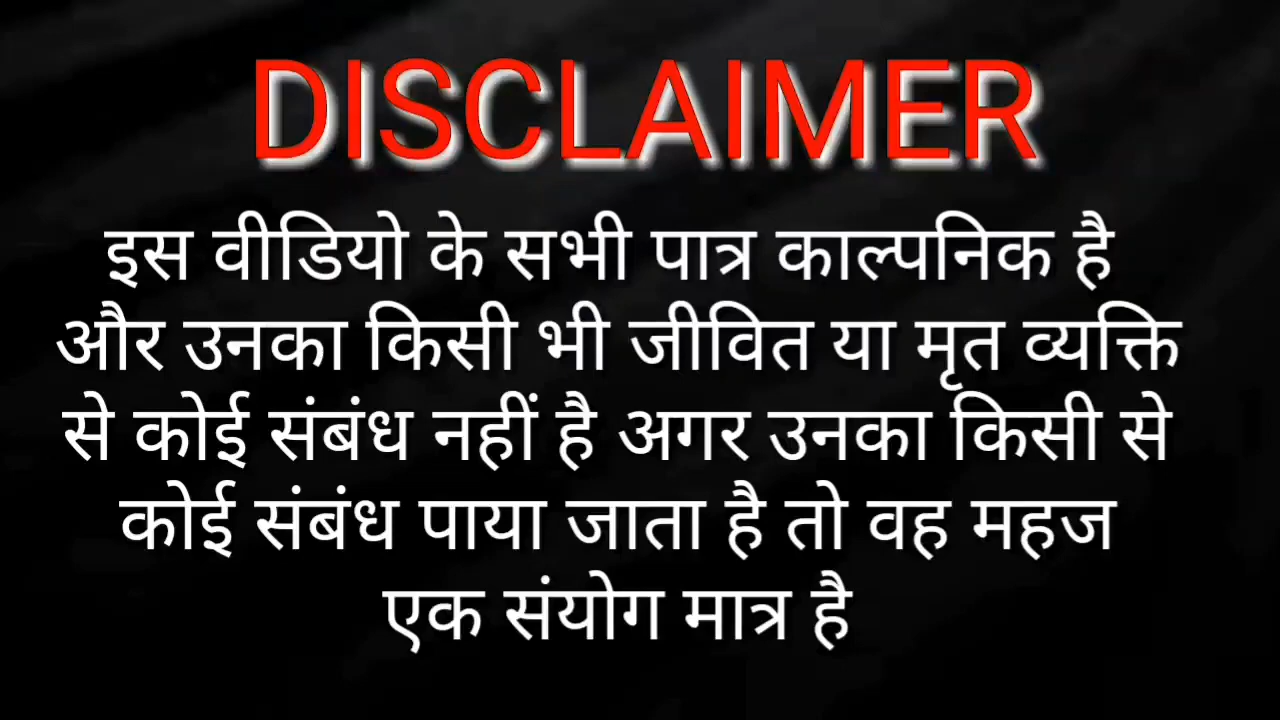 DISCLAIMER
इस वीडियो के सभी पात्र काल्पनिक है
और उनका किसी भी जीवित या मृत व्यक्ति
से कोई संबंध नहीं है अगर उनका किसी से
कोई संबंध पाया जाता है तो वह महज
एक संयोग मात्र है